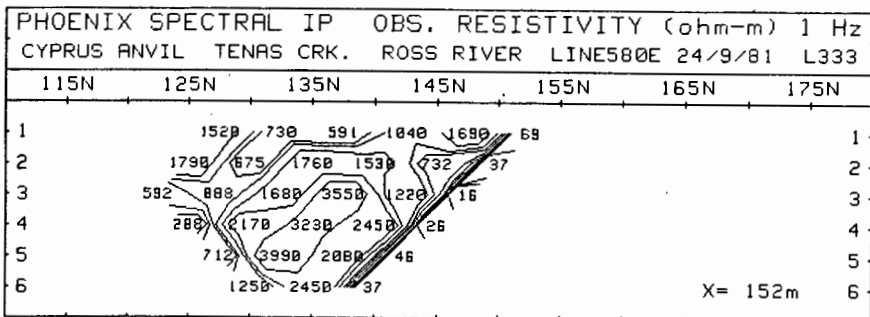 PHOENIX SPECTRAL IP OBS. RESISTIVITY (ohm-m) 1 Hz
CYPRUS ANVIL TENAS CRK. ROSS RIVER LINE580E 24/9/81 L333
115N 125N 135N 145N 155N 165N 175N
1 1520 730 591 1040 1690 69 1
2 1790 675 1760 1530 732 37 2
3 592 888 1680 3550 1220 16 3
4 288 2170 3230 2450 26 4
5 712 3990 2080 46 5
6 1250 2450 37 X= 152m 6